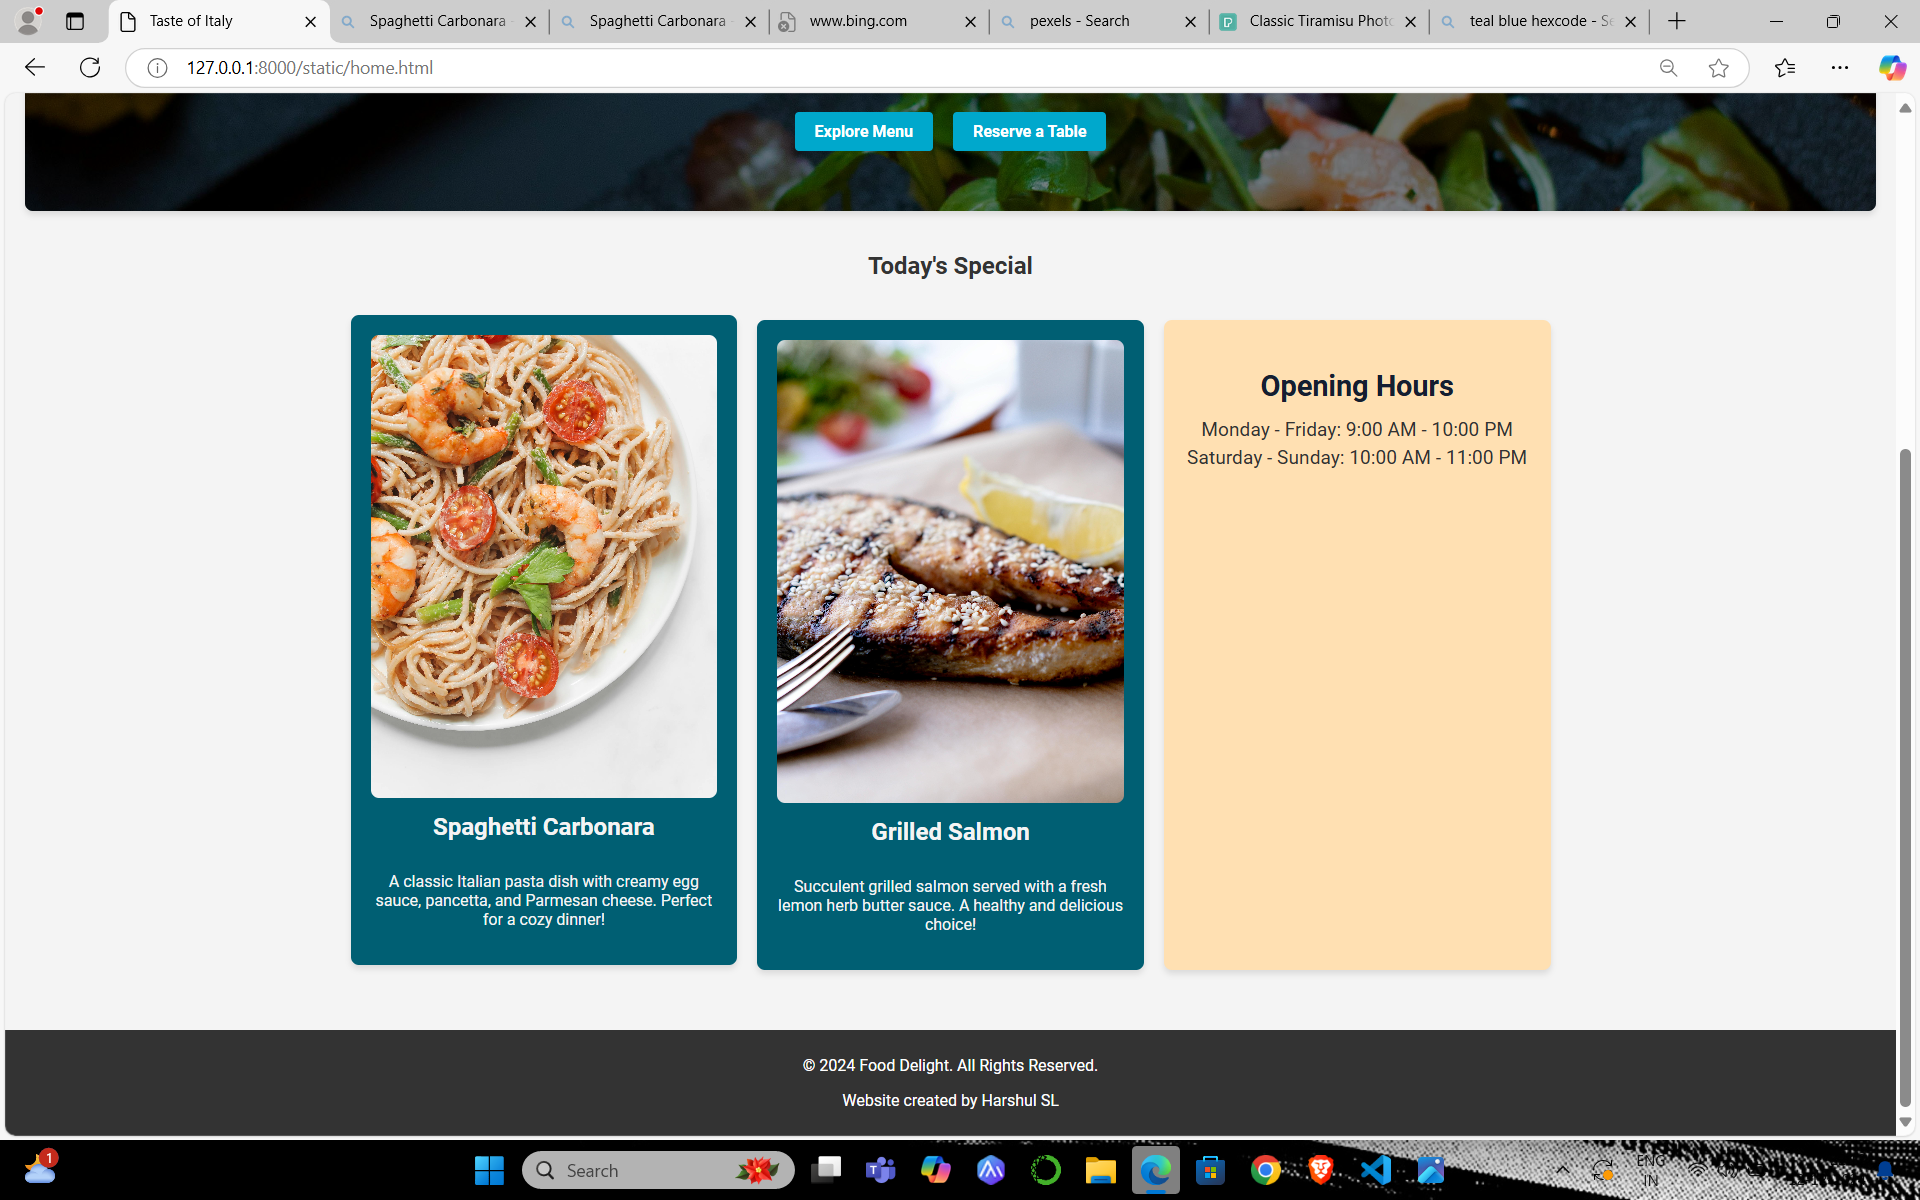 Taste of Italy
Spaghetti Carbonara
Spaghetti Carbonara
www.bing.com
pexels - Search
Classic Tiramisu Phot
teal blue hexcode - Se
127.0.0.1:8000/static/home.html
Explore Menu
Reserve a Table
Today's Special
Spaghetti Carbonara
A classic Italian pasta dish with creamy egg
sauce, pancetta, and Parmesan cheese. Perfect
for a cozy dinner!
Grilled Salmon
Succulent grilled salmon served with a fresh
lemon herb butter sauce. A healthy and delicious
choice!
Opening Hours
Monday - Friday: 9:00 AM - 10:00 PM
Saturday - Sunday: 10:00 AM - 11:00 PM
© 2024 Food Delight. All Rights Reserved.
Website created by Harshul SL
1
Search
ENG
IN